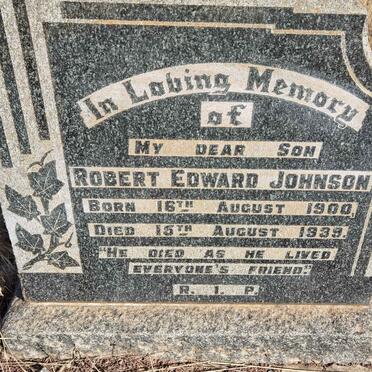 In Loving Memory
of
MY DEAR SON
ROBERT EDWARD JOHNSON
BORN 16TH AUGUST 1900
DIED 15TH AUGUST 1939.
"HE DIED AS HE LIVED
EVERYONE'S FRIEND."
R. I. P.